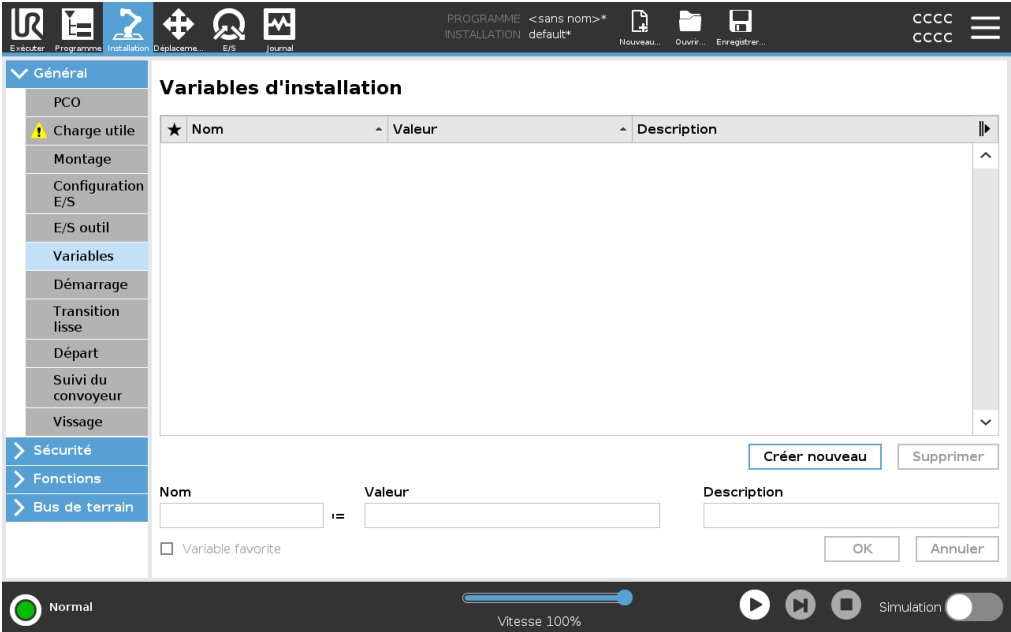 Exécuter
Programme
Installation
Déplaceme...
E/S
Journal
PROGRAMME <sans nom>*
INSTALLATION default*
Nouveau...
Ouvrir...
Enregistrer...
CCCC
CCCC
Général
PCO
Charge utile
Montage
Configuration
E/S
E/S outil
Variables
Démarrage
Transition
lisse
Départ
Suivi du
convoyeur
Vissage
Sécurité
Fonctions
Bus de terrain
Variables d'installation
Nom
Valeur
Description
Créer nouveau
Supprimer
Nom
Valeur
Description
:=
Variable favorite
OK
Annuler
Normal
Vitesse 100%
Simulation